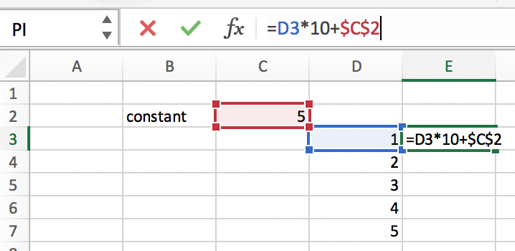 PI fx =D3*10+$C$2
A B C D E
1
2 constant 5
3 1 =D3*10+$C$2
4 2
5 3
6 4
7 5